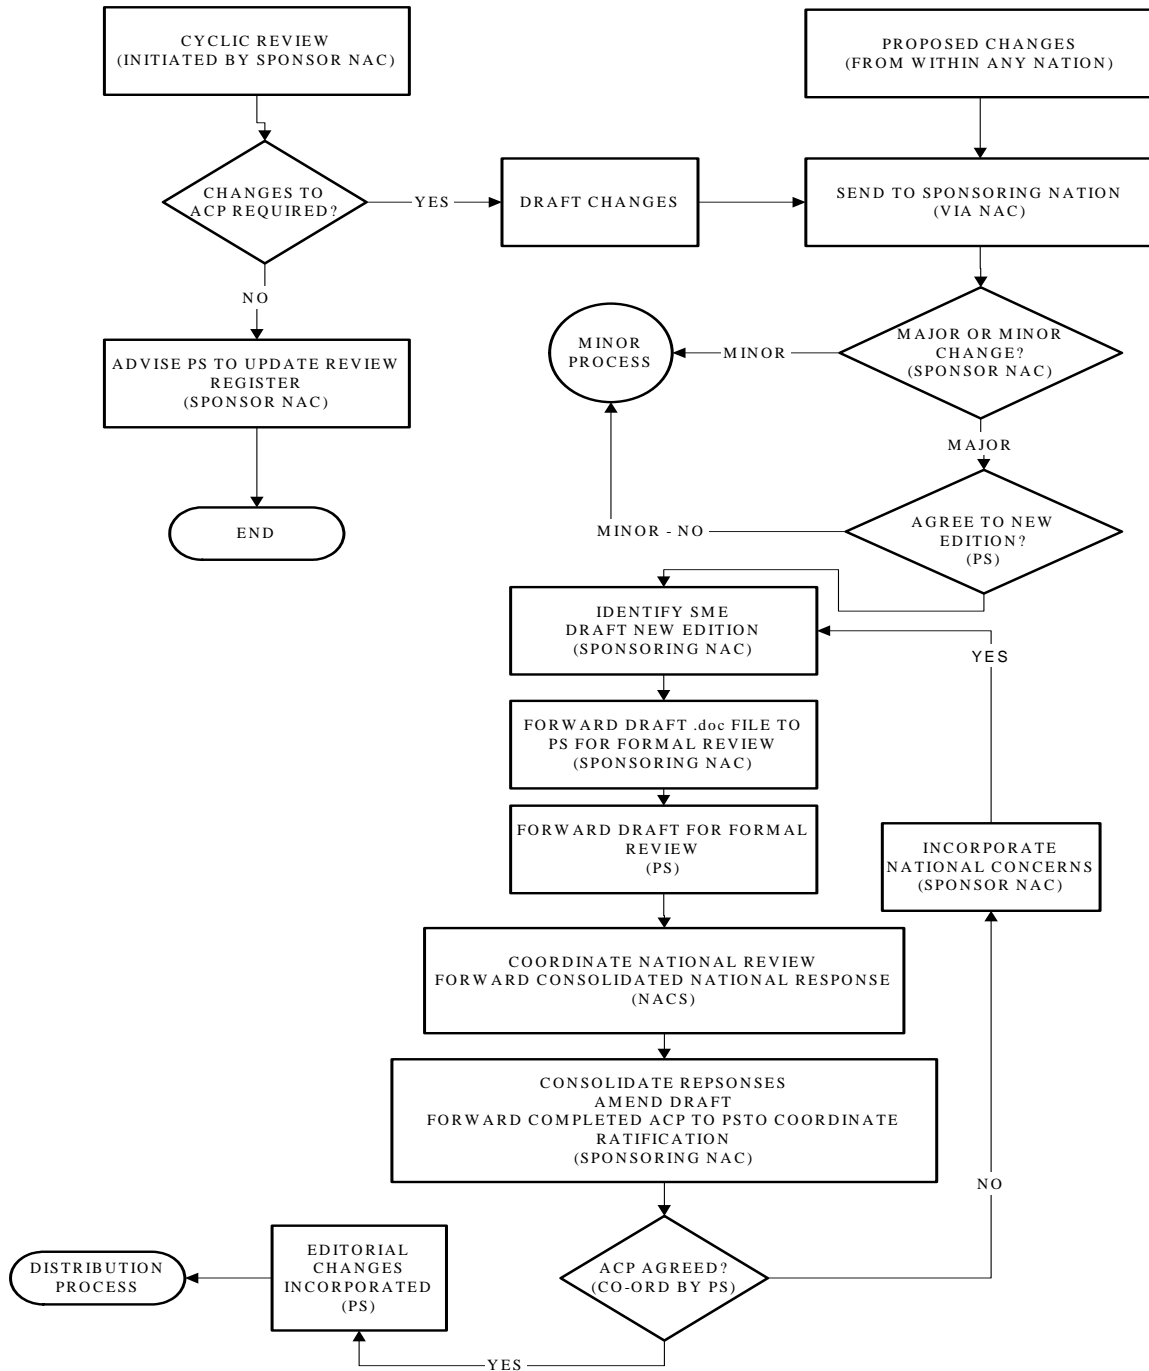 CYCLIC REVIEW
(INITIATED BY SPONSOR NAC)
PROPOSED CHANGES
(FROM WITHIN ANY NATION)
CHANGES TO
ACP REQUIRED?
YES
DRAFT CHANGES
SEND TO SPONSORING NATION
(VIA NAC)
NO
ADVISE PS TO UPDATE REVIEW
REGISTER
(SPONSOR NAC)
END
MINOR
PROCESS
MINOR
MAJOR OR MINOR
CHANGE?
(SPONSOR NAC)
MAJOR
MINOR - NO
AGREE TO NEW
EDITION?
(PS)
IDENTIFY SME
DRAFT NEW EDITION
(SPONSORING NAC)
YES
FORWARD DRAFT .doc FILE TO
PS FOR FORMAL REVIEW
(SPONSORING NAC)
FORWARD DRAFT FOR FORMAL
REVIEW
(PS)
INCORPORATE
NATIONAL CONCERNS
(SPONSOR NAC)
COORDINATE NATIONAL REVIEW
FORWARD CONSOLIDATED NATIONAL RESPONSE
(NACS)
CONSOLIDATE REPSONSES
AMEND DRAFT
FORWARD COMPLETED ACP TO PSTO COORDINATE
RATIFICATION
(SPONSORING NAC)
NO
ACP AGREED?
(CO-ORD BY PS)
EDITORIAL
CHANGES
INCORPORATED
(PS)
DISTRIBUTION
PROCESS
YES